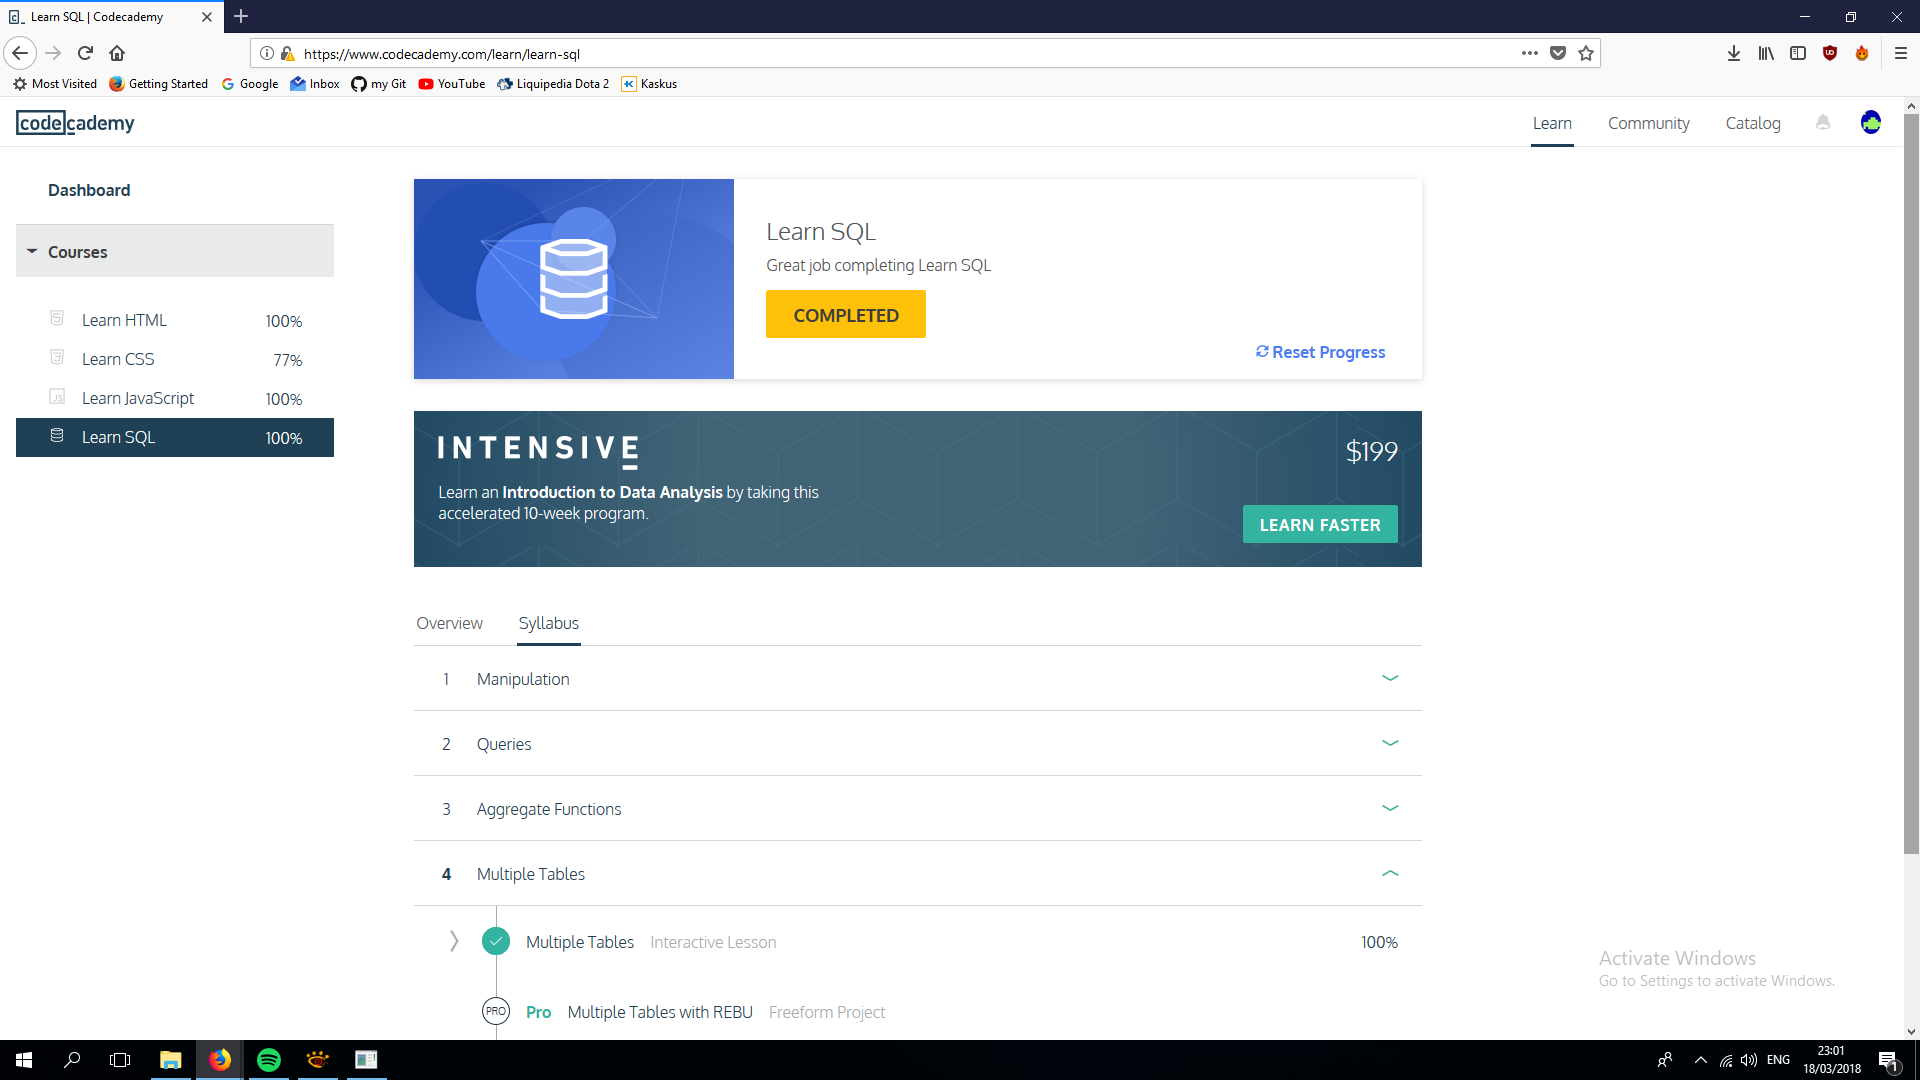 Learn SQL | Codecademy
https://www.codecademy.com/learn/learn-sql
Most Visited Getting Started Google Inbox my Git YouTube Liquipedia Dota 2 Kaskus
codecademy
Learn Community Catalog
Dashboard
Courses
Learn HTML 100%
Learn CSS 77%
Learn JavaScript 100%
Learn SQL 100%
Learn SQL
Great job completing Learn SQL
COMPLETED
Reset Progress
INTENSIVE
$199
Learn an Introduction to Data Analysis by taking this
accelerated 10-week program.
LEARN FASTER
Overview Syllabus
1 Manipulation
2 Queries
3 Aggregate Functions
4 Multiple Tables
Multiple Tables Interactive Lesson 100%
PRO Pro Multiple Tables with REBU Freeform Project
Activate Windows
Go to Settings to activate Windows.
ENG
23:01
18/03/2018
1